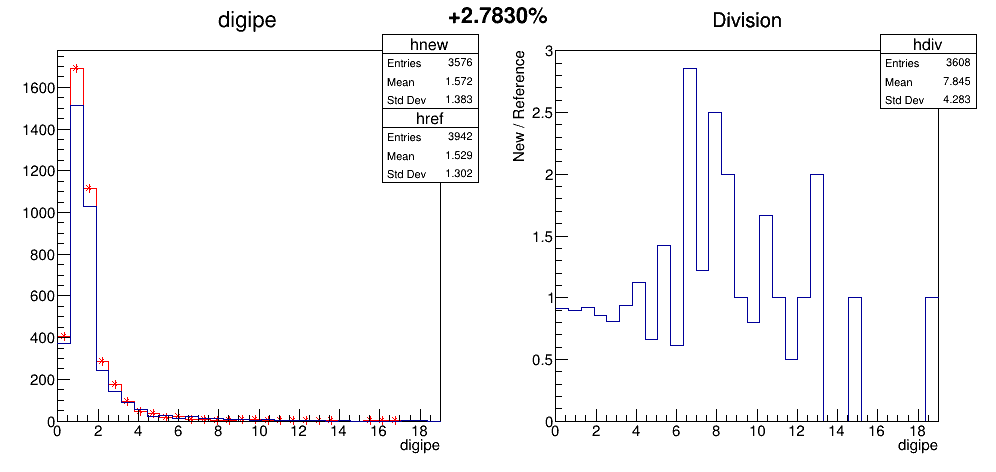 +2.7830%
digipe
hnew
Entries 3576
Mean 1.572
Std Dev 1.383
href
Entries 3942
Mean 1.529
Std Dev 1.302
1600
1400
1200
1000
800
600
400
200
0
0 2 4 6 8 10 12 14 16 18
digipe
Division
hdiv
Entries 3608
Mean 7.845
Std Dev 4.283
New / Reference
3
2.5
2
1.5
1
0.5
0
0 2 4 6 8 10 12 14 16 18
digipe